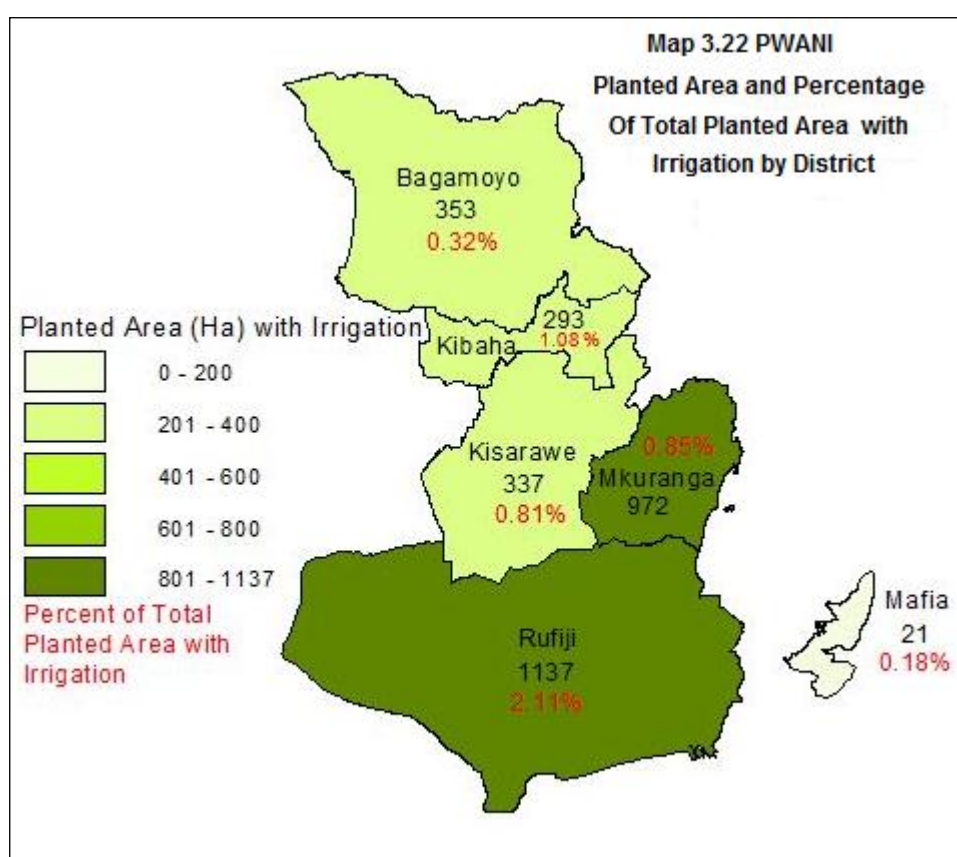 Map 3.22 PWANI
Planted Area and Percentage
Of Total Planted Area with
Irrigation by District
Bagamoyo
353
0.32%
293
1.08%
Kibaha
Planted Area (Ha) with Irrigation
0 - 200
201 - 400
401 - 600
601 - 800
801 - 1137
Percent of Total
Planted Area with
Irrigation
Kisarawe
337
0.81%
0.85%
Mkuranga
972
Rufiji
1137
2.11%
Mafia
21
0.18%